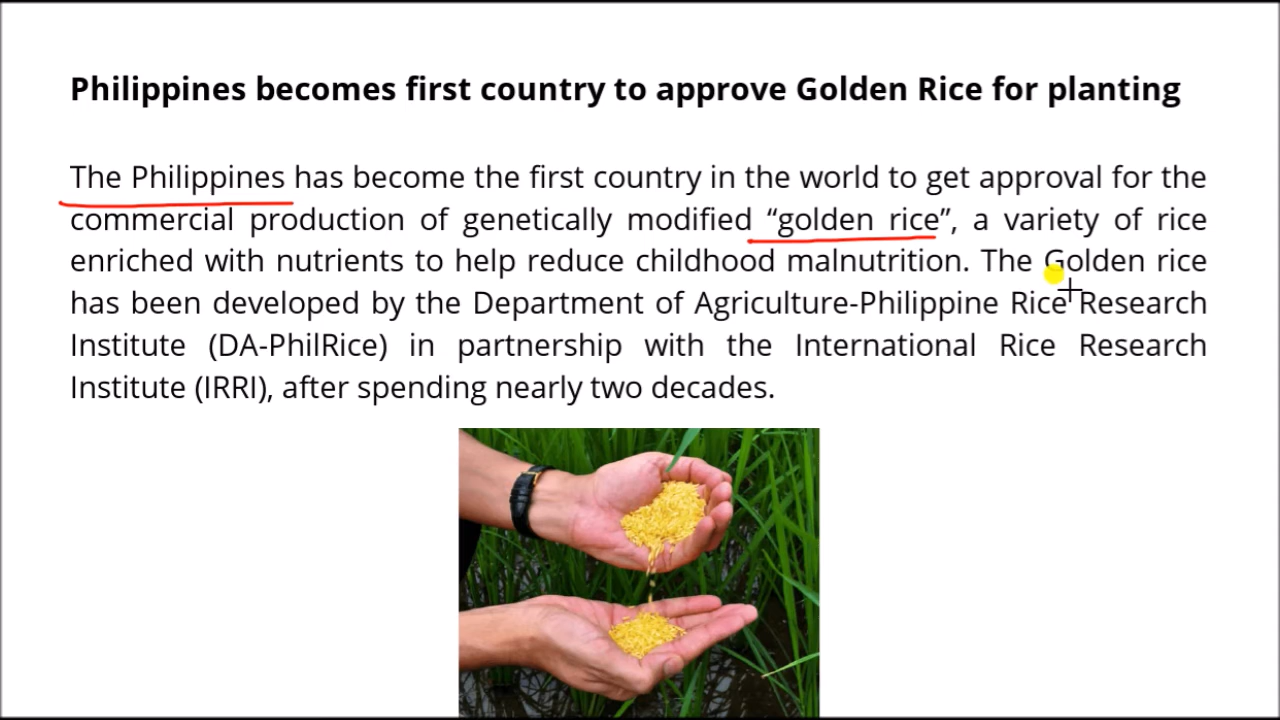 Philippines becomes first country to approve Golden Rice for planting
The Philippines has become the first country in the world to get approval for the
commercial production of genetically modified “golden rice”, a variety of rice
enriched with nutrients to help reduce childhood malnutrition. The Golden rice
has been developed by the Department of Agriculture-Philippine Rice Research
Institute (DA-PhilRice) in partnership with the International Rice Research
Institute (IRRI), after spending nearly two decades.